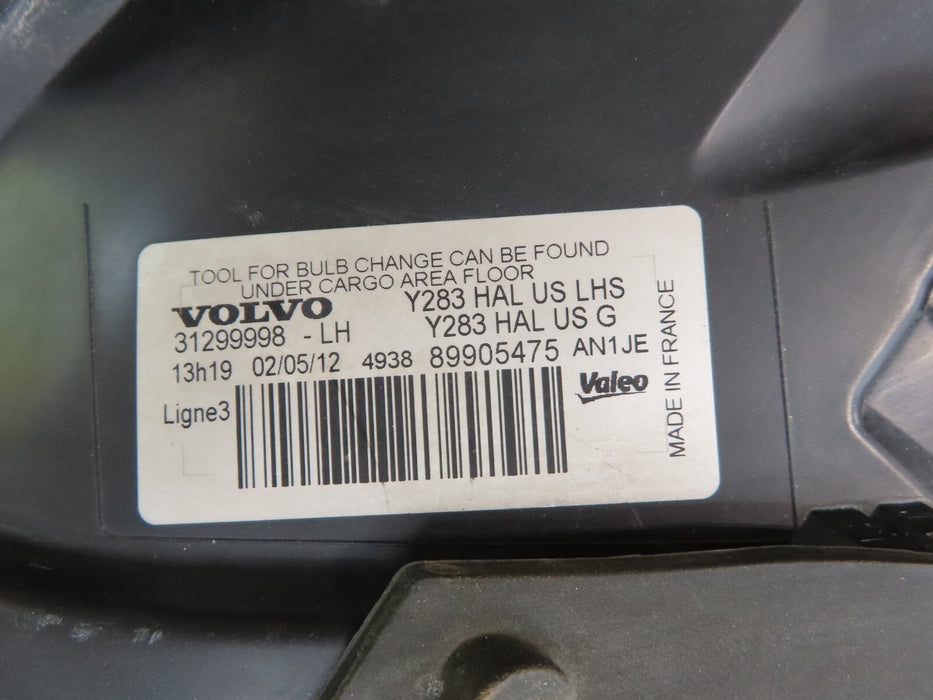 TOOL FOR BULB CHANGE CAN BE FOUND
UNDER CARGO AREA FLOOR
VOLVO
31299998 - LH
Y283 HAL US LHS
Y283 HAL US G
13h19 02/05/12 4938 89905475 AN1JE
Ligne3
Valeo
MADE IN FRANCE